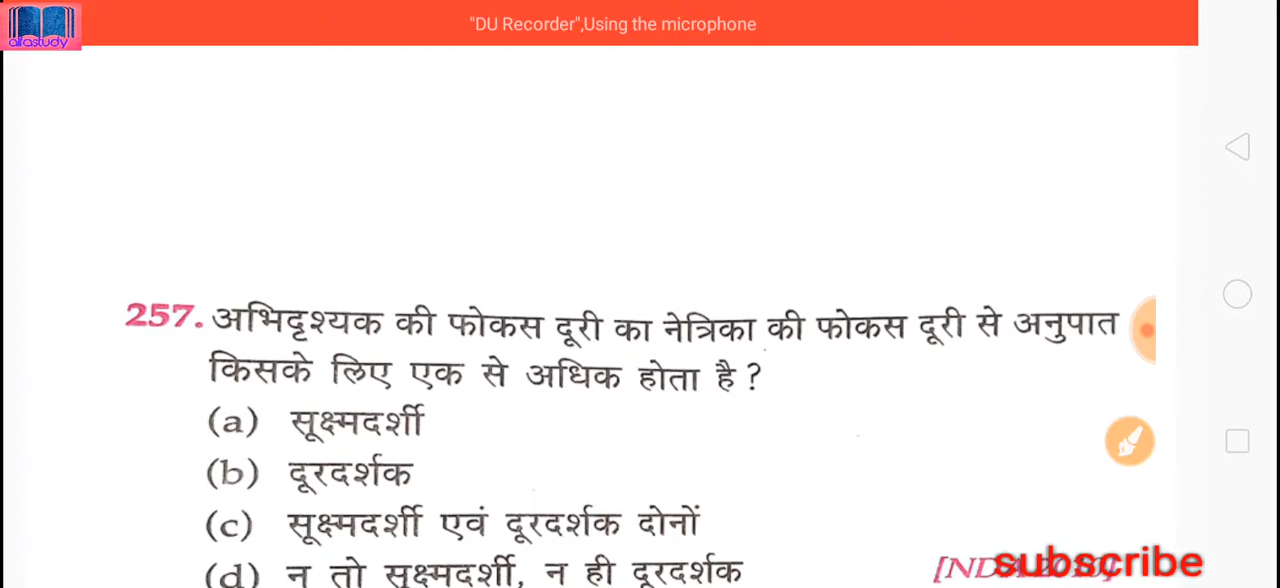 "DU Recorder",Using the microphone
alfastudy
257. अभिदृश्यक की फोकस दूरी का नेत्रिका की फोकस दूरी से अनुपात
किसके लिए एक से अधिक होता है ?
(a) सूक्ष्मदर्शी
(b) दूरदर्शक
(c) सूक्ष्मदर्शी एवं दूरदर्शक दोनों
(d) न तो सूक्ष्मदर्शी, न ही दूरदर्शक
subscribe